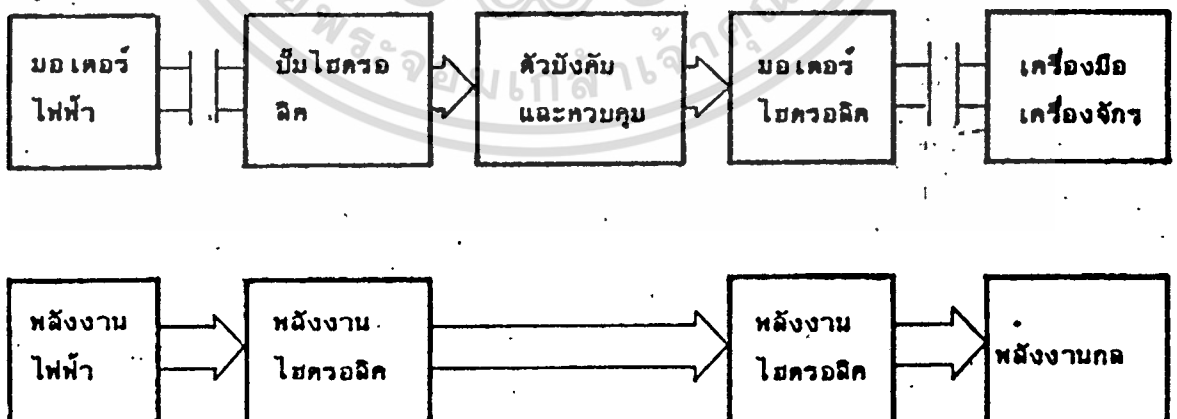 มอเตอร์
ไฟฟ้า
ปั๊มไฮดรอ
ลิค
ตัวบังคับ
และควบคุม
มอเตอร์
ไฮดรอลิค
เครื่องมือ
เครื่องจักร
พลังงาน
ไฟฟ้า
พลังงาน
ไฮดรอลิค
พลังงาน
ไฮดรอลิค
พลังงานกล